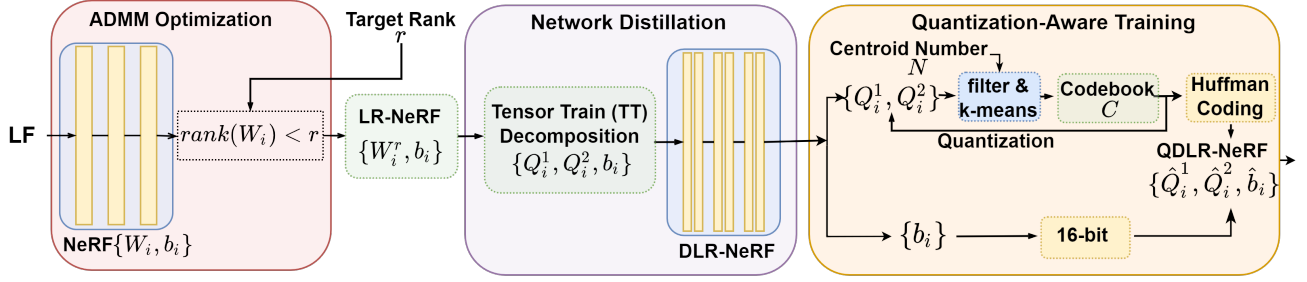 ADMM Optimization
LF
NeRF{W_i, b_i}
rank(W_i) < r
Target Rank
r
LR-NeRF
{W_i^r, b_i}
Network Distillation
Tensor Train (TT)
Decomposition
{Q_i^1, Q_i^2, b_i}
DLR-NeRF
Quantization-Aware Training
Centroid Number
N
{Q_i^1, Q_i^2}
filter &
k-means
Codebook
C
Huffman
Coding
Quantization
QDLR-NeRF
{Q̂_i^1, Q̂_i^2, b̂_i}
{b_i}
16-bit